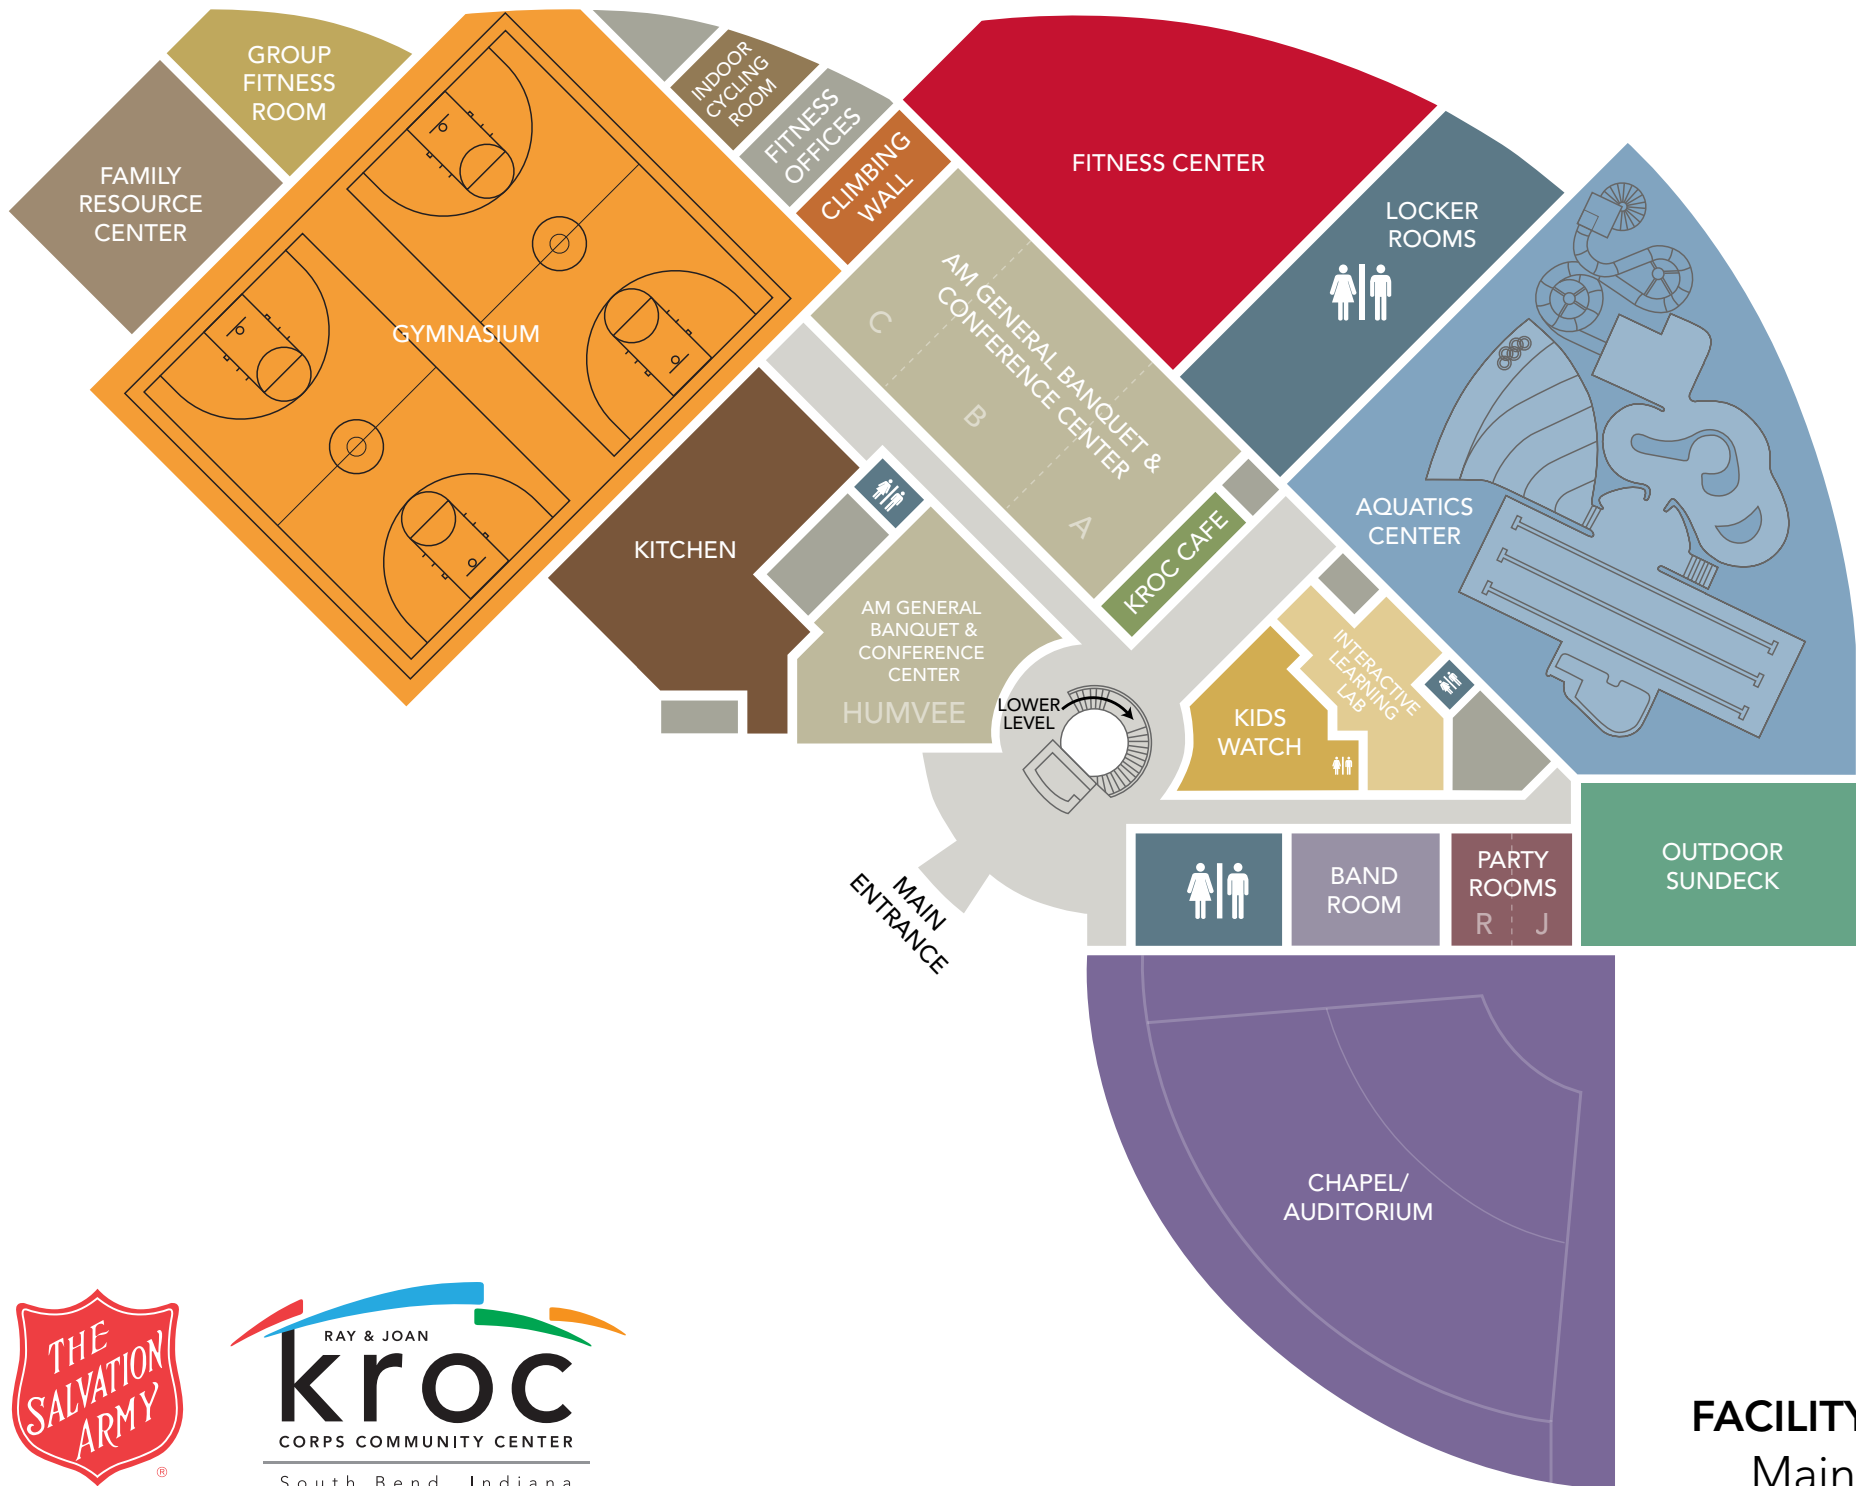 GROUP
FITNESS
ROOM
FAMILY
RESOURCE
CENTER
GYMNASIUM
INDOOR
CYCLING
ROOM
FITNESS
OFFICES
CLIMBING
WALL
FITNESS CENTER
LOCKER
ROOMS
AM GENERAL BANQUET &
CONFERENCE CENTER
C
B
A
KROC CAFE
AQUATICS
CENTER
KITCHEN
AM GENERAL
BANQUET &
CONFERENCE
CENTER
HUMVEE
LOWER
LEVEL
INTERACTIVE
LEARNING
LAB
KIDS
WATCH
MAIN
ENTRANCE
BAND
ROOM
PARTY
ROOMS
R J
OUTDOOR
SUNDECK
CHAPEL/
AUDITORIUM
THE
SALVATION
ARMY
®
RAY & JOAN
kroc
CORPS COMMUNITY CENTER
South Bend, Indiana
FACILITY
Main